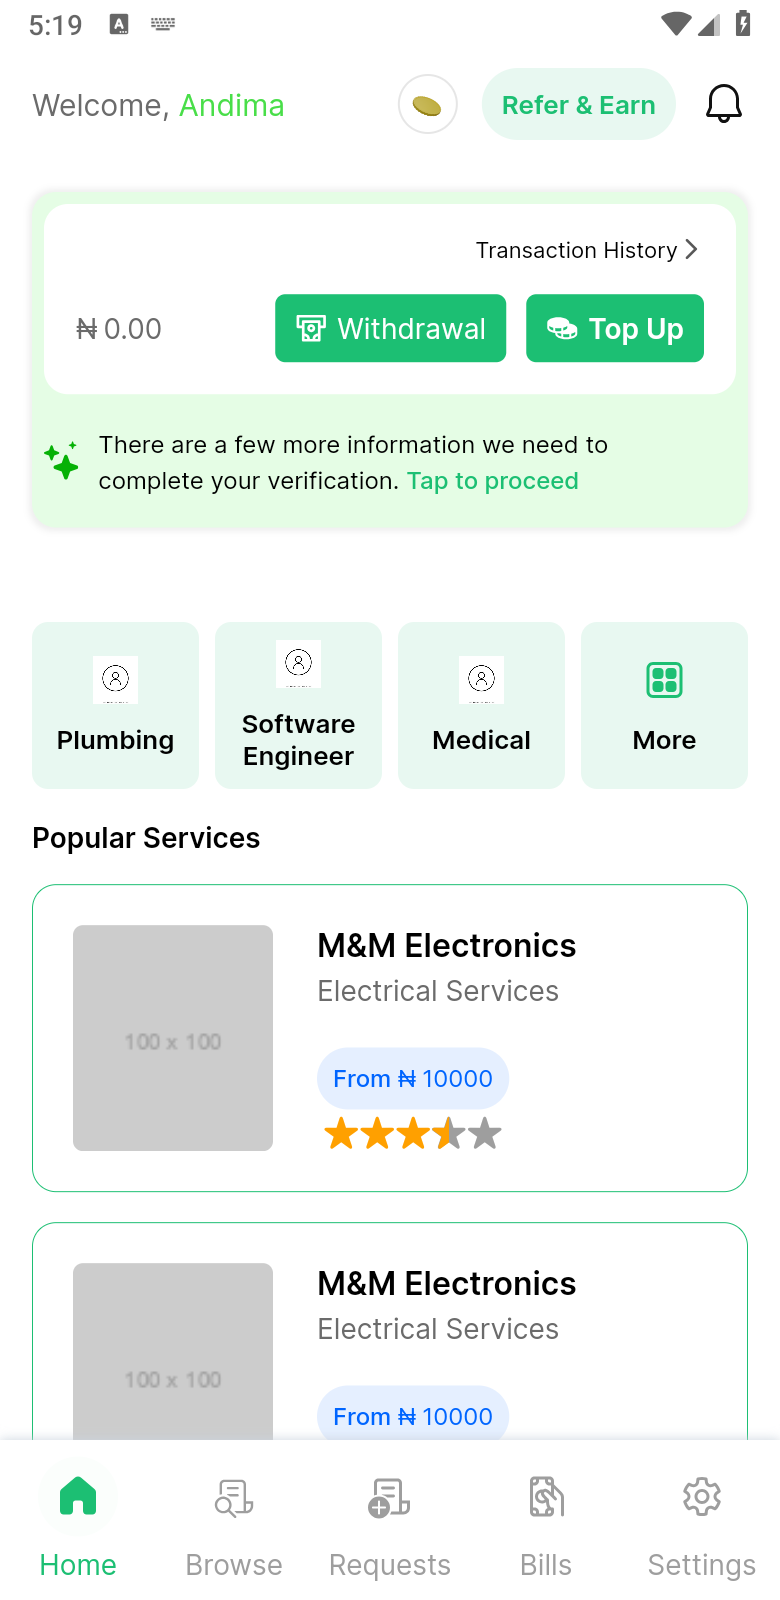 5:19
Welcome, Andima
Refer & Earn
Transaction History
₦ 0.00
Withdrawal
Top Up
There are a few more information we need to
complete your verification. Tap to proceed
Plumbing
Software
Engineer
Medical
More
Popular Services
100 x 100
M&M Electronics
Electrical Services
From ₦ 10000
100 x 100
M&M Electronics
Electrical Services
From ₦ 10000
Home
Browse
Requests
Bills
Settings